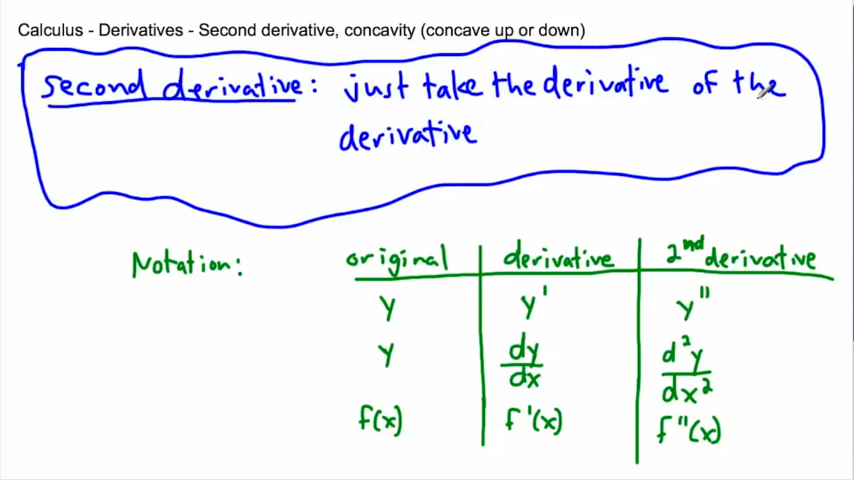 Calculus - Derivatives - Second derivative, concavity (concave up or down)
second derivative: just take the derivative of the
derivative
Notation: original derivative 2nd derivative
y y' y"
y dy/dx d²y/dx²
f(x) f'(x) f"(x)